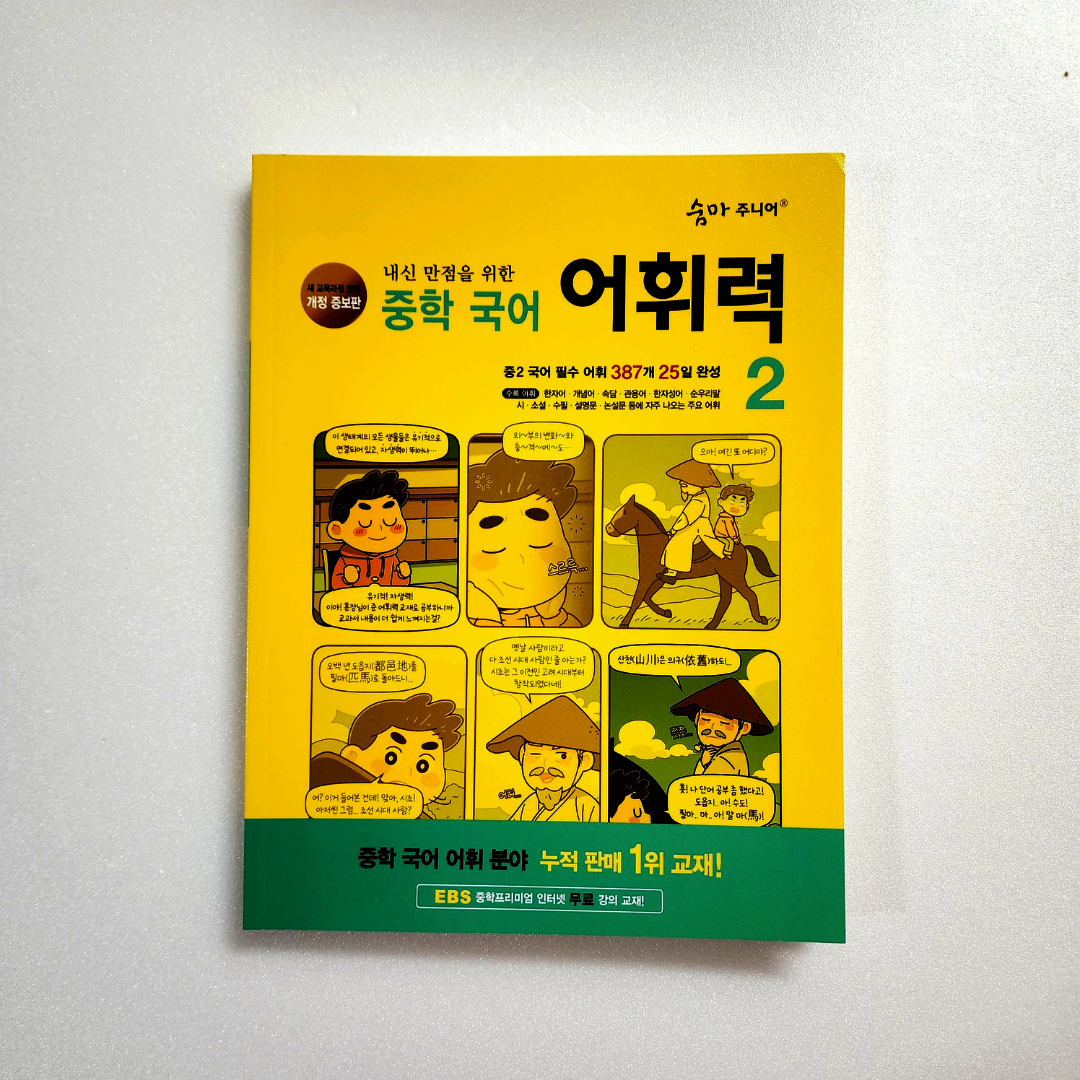 숨마 주니어®
내신 만점을 위한
중학 국어 어휘력
새 교육과정 반영
개정 증보판
2
중2 국어 필수 어휘 387개 25일 완성
수록 어휘 한자어·개념어·속담·관용어·한자성어·순우리말
시·소설·수필·설명문·논설문 등에 자주 나오는 주요 어휘
이 생태계의 모든 생물들은 유기적으로
연결되어 있고, 자생력이 뛰어나…
유기적! 자생력!
이야! 훈장님이 준 어휘력 교재로 공부하니까
교과서 내용이 더 쉽게 느껴지는걸?
외~부의 변화~와
충~격~에~도…
스르륵...
으아! 여긴 또 어디야?
오백 년 도읍지(都邑地)를
필마(匹馬)로 돌아드니...
어? 이거 들어본 건데! 맞아, 시조!
아저씬 그럼.. 조선 시대 사람?
옛날 사람이라고
다 조선 시대 사람인 줄 아는가?
시조는 그 이전인 고려 시대부터
창작되었다네!
산천(山川)은 의구(依舊)하되...
훗! 나 단어 공부 좀 했다고!
도읍지.. 아! 수도!
필마.. 마.. 아! 말 마(馬)!
중학 국어 어휘 분야 누적 판매 1위 교재!
EBS 중학프리미엄 인터넷 무료 강의 교재!